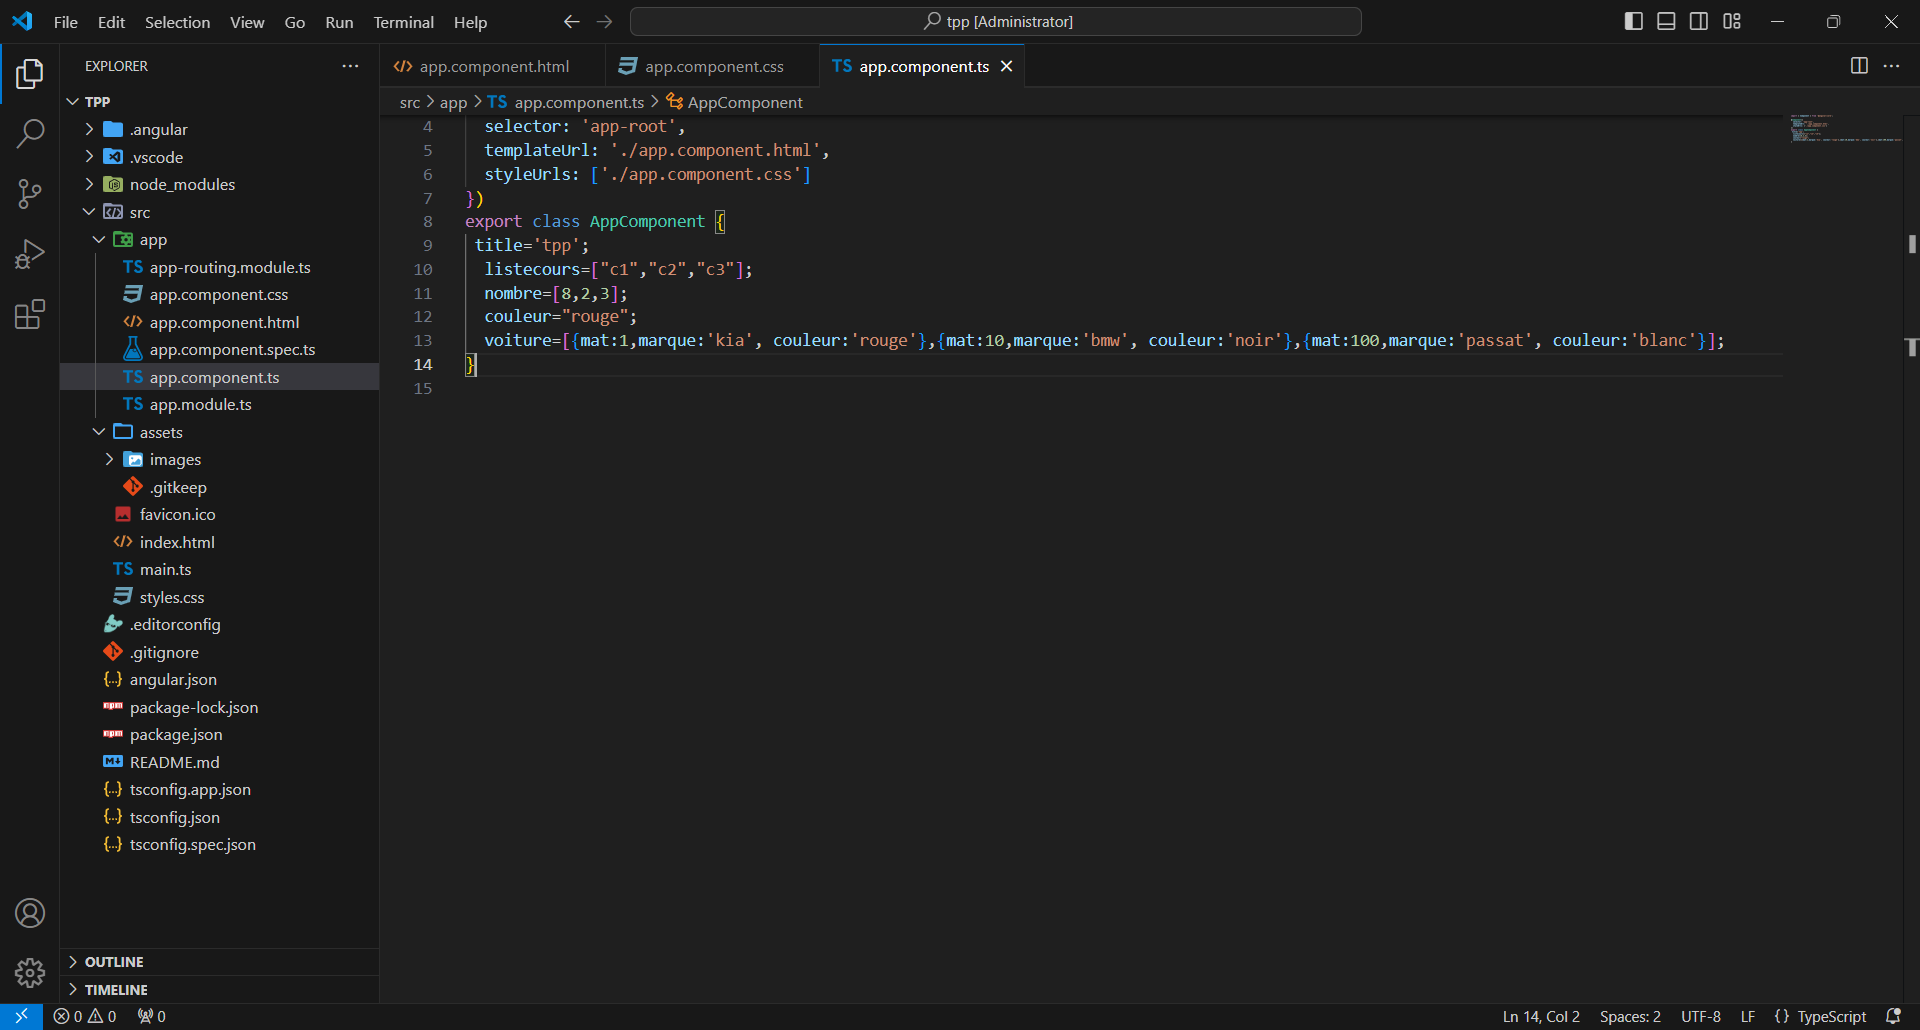 File Edit Selection View Go Run Terminal Help
tpp [Administrator]
EXPLORER
TPP
.angular
.vscode
node_modules
src
app
TS app-routing.module.ts
app.component.css
app.component.html
app.component.spec.ts
TS app.component.ts
TS app.module.ts
assets
images
.gitkeep
favicon.ico
index.html
TS main.ts
styles.css
.editorconfig
.gitignore
{..} angular.json
package-lock.json
package.json
README.md
{..} tsconfig.app.json
{..} tsconfig.json
{..} tsconfig.spec.json
OUTLINE
TIMELINE
app.component.html
app.component.css
TS app.component.ts
src > app > TS app.component.ts > AppComponent
4 selector: 'app-root',
5 templateUrl: './app.component.html',
6 styleUrls: ['./app.component.css']
7 })
8 export class AppComponent {
9 title='tpp';
10 listecours=["c1","c2","c3"];
11 nombre=[8,2,3];
12 couleur="rouge";
13 voiture=[{mat:1,marque:'kia', couleur:'rouge'},{mat:10,marque:'bmw', couleur:'noir'},{mat:100,marque:'passat', couleur:'blanc'}];
14 }
15
0 0 0
Ln 14, Col 2 Spaces: 2 UTF-8 LF {} TypeScript